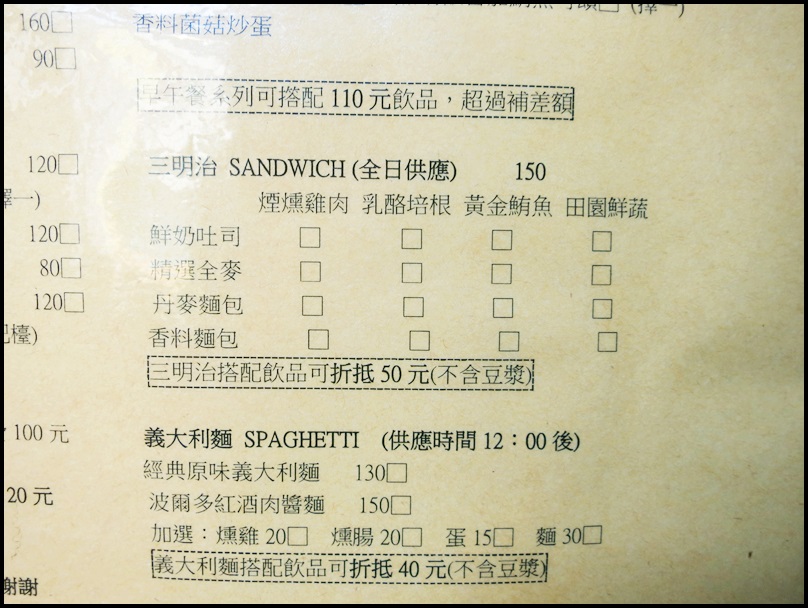 (擇一)
160□ 香料菌菇炒蛋
90□
早午餐系列可搭配 110 元飲品，超過補差額
120□ 三明治 SANDWICH (全日供應) 150
擇一) 煙燻雞肉 乳酪培根 黃金鮪魚 田園鮮蔬
120□ 鮮奶吐司 □ □ □ □
80□ 精選全麥 □ □ □ □
120□ 丹麥麵包 □ □ □ □
檯) 香料麵包 □ □ □ □
三明治搭配飲品可折抵 50 元(不含豆漿)
100 元 義大利麵 SPAGHETTI (供應時間 12：00 後)
經典原味義大利麵 130□
20 元 波爾多紅酒肉醬麵 150□
加選：燻雞 20□ 燻腸 20□ 蛋 15□ 麵 30□
義大利麵搭配飲品可折抵 40 元(不含豆漿)
謝謝